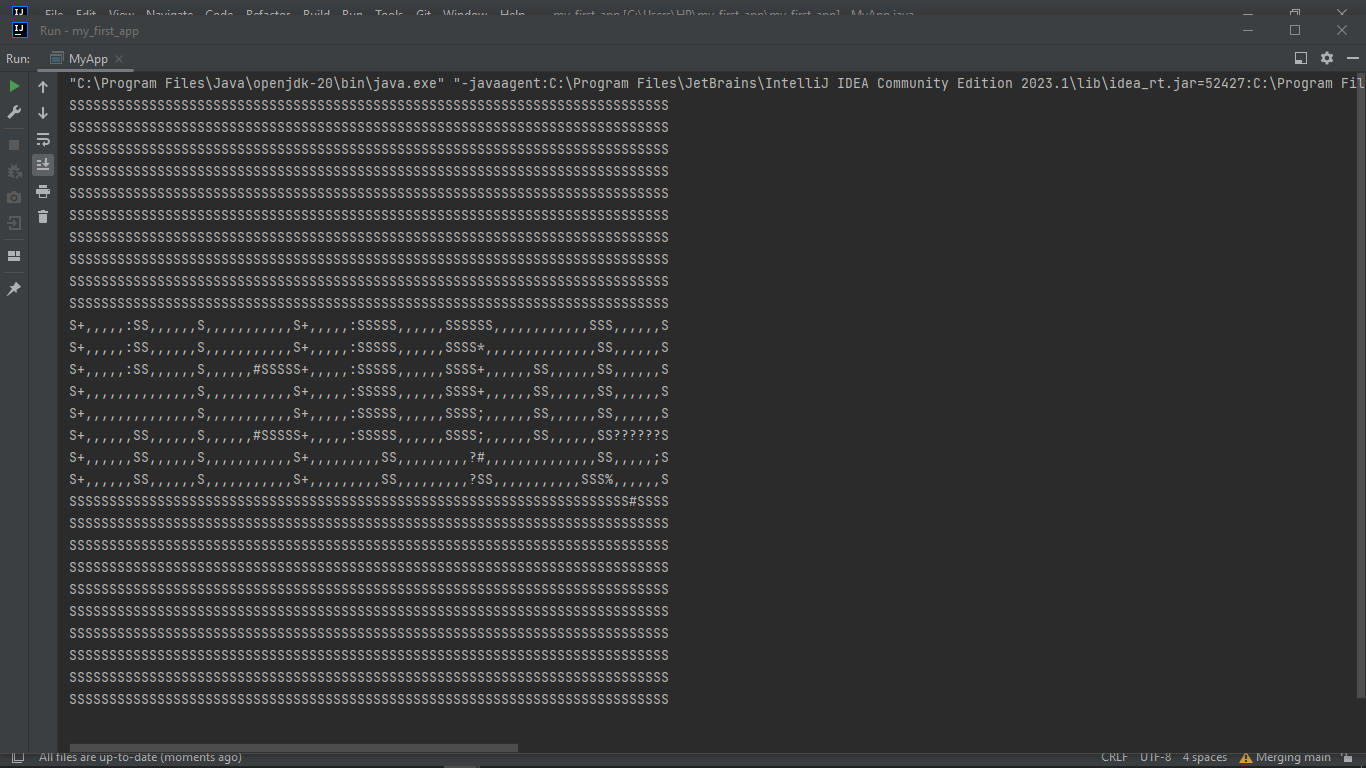 File Edit View Navigate Code Refactor Build Run Tools Git Window Help my_first_app [C:\Users\HP\my_first_app\my_first_app] - MyApp.java
Run - my_first_app
Run: MyApp
"C:\Program Files\Java\openjdk-20\bin\java.exe" "-javaagent:C:\Program Files\JetBrains\IntelliJ IDEA Community Edition 2023.1\lib\idea_rt.jar=52427:C:\Program Fil
SSSSSSSSSSSSSSSSSSSSSSSSSSSSSSSSSSSSSSSSSSSSSSSSSSSSSSSSSSSSSSSSSSSSSSSSSSS
SSSSSSSSSSSSSSSSSSSSSSSSSSSSSSSSSSSSSSSSSSSSSSSSSSSSSSSSSSSSSSSSSSSSSSSSSSS
SSSSSSSSSSSSSSSSSSSSSSSSSSSSSSSSSSSSSSSSSSSSSSSSSSSSSSSSSSSSSSSSSSSSSSSSSSS
SSSSSSSSSSSSSSSSSSSSSSSSSSSSSSSSSSSSSSSSSSSSSSSSSSSSSSSSSSSSSSSSSSSSSSSSSSS
SSSSSSSSSSSSSSSSSSSSSSSSSSSSSSSSSSSSSSSSSSSSSSSSSSSSSSSSSSSSSSSSSSSSSSSSSSS
SSSSSSSSSSSSSSSSSSSSSSSSSSSSSSSSSSSSSSSSSSSSSSSSSSSSSSSSSSSSSSSSSSSSSSSSSSS
SSSSSSSSSSSSSSSSSSSSSSSSSSSSSSSSSSSSSSSSSSSSSSSSSSSSSSSSSSSSSSSSSSSSSSSSSSS
SSSSSSSSSSSSSSSSSSSSSSSSSSSSSSSSSSSSSSSSSSSSSSSSSSSSSSSSSSSSSSSSSSSSSSSSSSS
SSSSSSSSSSSSSSSSSSSSSSSSSSSSSSSSSSSSSSSSSSSSSSSSSSSSSSSSSSSSSSSSSSSSSSSSSSS
SSSSSSSSSSSSSSSSSSSSSSSSSSSSSSSSSSSSSSSSSSSSSSSSSSSSSSSSSSSSSSSSSSSSSSSSSSS
S+,,,,,:SS,,,,,,S,,,,,,,,,,,S+,,,,,:SSSSS,,,,,,SSSSSS,,,,,,,,,,,,SSS,,,,,,S
S+,,,,,:SS,,,,,,S,,,,,,,,,,,S+,,,,,:SSSSS,,,,,,SSSS*,,,,,,,,,,,,,,SS,,,,,,S
S+,,,,,:SS,,,,,,S,,,,,,#SSSSS+,,,,,:SSSSS,,,,,,SSSS+,,,,,,SS,,,,,,SS,,,,,,S
S+,,,,,,,,,,,,,,S,,,,,,,,,,,S+,,,,,:SSSSS,,,,,,SSSS+,,,,,,SS,,,,,,SS,,,,,,S
S+,,,,,,,,,,,,,,S,,,,,,,,,,,S+,,,,,:SSSSS,,,,,,SSSS;,,,,,,SS,,,,,,SS,,,,,,S
S+,,,,,,SS,,,,,,S,,,,,,#SSSSS+,,,,,:SSSSS,,,,,,SSSS;,,,,,,SS,,,,,,SS??????S
S+,,,,,,SS,,,,,,S,,,,,,,,,,,S+,,,,,,,,,SS,,,,,,,,,?#,,,,,,,,,,,,,,SS,,,,,;S
S+,,,,,,SS,,,,,,S,,,,,,,,,,,S+,,,,,,,,,SS,,,,,,,,,?SS,,,,,,,,,,,SSS%,,,,,,S
SSSSSSSSSSSSSSSSSSSSSSSSSSSSSSSSSSSSSSSSSSSSSSSSSSSSSSSSSSSSSSSSSSSSSS#SSSS
SSSSSSSSSSSSSSSSSSSSSSSSSSSSSSSSSSSSSSSSSSSSSSSSSSSSSSSSSSSSSSSSSSSSSSSSSSS
SSSSSSSSSSSSSSSSSSSSSSSSSSSSSSSSSSSSSSSSSSSSSSSSSSSSSSSSSSSSSSSSSSSSSSSSSSS
SSSSSSSSSSSSSSSSSSSSSSSSSSSSSSSSSSSSSSSSSSSSSSSSSSSSSSSSSSSSSSSSSSSSSSSSSSS
SSSSSSSSSSSSSSSSSSSSSSSSSSSSSSSSSSSSSSSSSSSSSSSSSSSSSSSSSSSSSSSSSSSSSSSSSSS
SSSSSSSSSSSSSSSSSSSSSSSSSSSSSSSSSSSSSSSSSSSSSSSSSSSSSSSSSSSSSSSSSSSSSSSSSSS
SSSSSSSSSSSSSSSSSSSSSSSSSSSSSSSSSSSSSSSSSSSSSSSSSSSSSSSSSSSSSSSSSSSSSSSSSSS
SSSSSSSSSSSSSSSSSSSSSSSSSSSSSSSSSSSSSSSSSSSSSSSSSSSSSSSSSSSSSSSSSSSSSSSSSSS
SSSSSSSSSSSSSSSSSSSSSSSSSSSSSSSSSSSSSSSSSSSSSSSSSSSSSSSSSSSSSSSSSSSSSSSSSSS
SSSSSSSSSSSSSSSSSSSSSSSSSSSSSSSSSSSSSSSSSSSSSSSSSSSSSSSSSSSSSSSSSSSSSSSSSSS
All files are up-to-date (moments ago) CRLF UTF-8 4 spaces Merging main